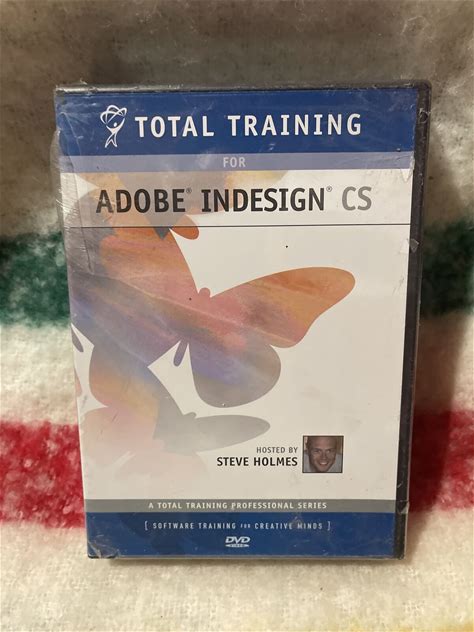 TOTAL TRAINING
FOR
ADOBE® INDESIGN® CS
HOSTED BY
STEVE HOLMES
A TOTAL TRAINING PROFESSIONAL SERIES
[ SOFTWARE TRAINING FOR CREATIVE MINDS ]
DVD
VIDEO